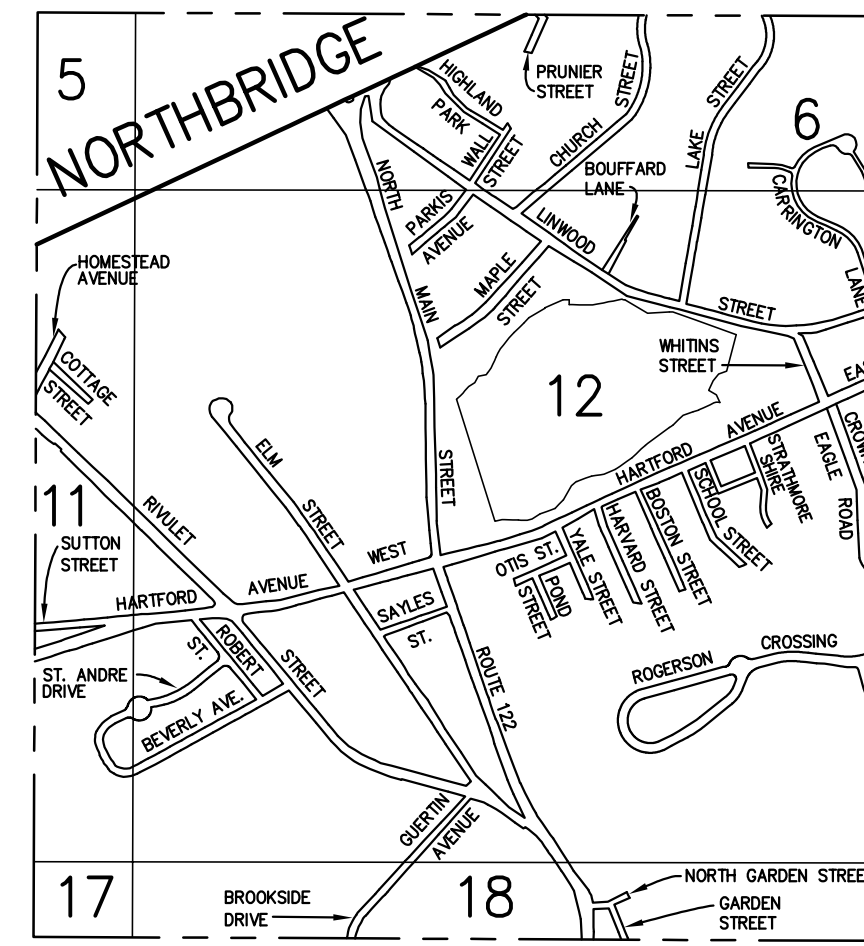 5
NORTHBRIDGE
HIGHLAND
PARK
PRUNIER
STREET
CHURCH
STREET
LAKE
STREET
6
WALL
STREET
BOUFFARD
LANE
CARRINGTON
LANE
NORTH
MAIN
STREET
PARKIS
AVENUE
LINWOOD
STREET
MAPLE
STREET
HOMESTEAD
AVENUE
COTTAGE
STREET
WHITINS
STREET
12
ELM
STREET
HARTFORD
AVENUE
EAGLE
ROAD
STRATHMORE
SHIRE
SCHOOL STREET
BOSTON STREET
HARVARD STREET
YALE STREET
OTIS ST.
POND
STREET
11
RIVULET
STREET
SUTTON
STREET
HARTFORD
AVENUE
WEST
SAYLES
ST.
ROBERT
ST.
ST. ANDRE
DRIVE
BEVERLY AVE.
ROUTE 122
ROGERSON
CROSSING
GUERTIN
AVENUE
17
BROOKSIDE
DRIVE
18
NORTH GARDEN STREE
GARDEN
STREET